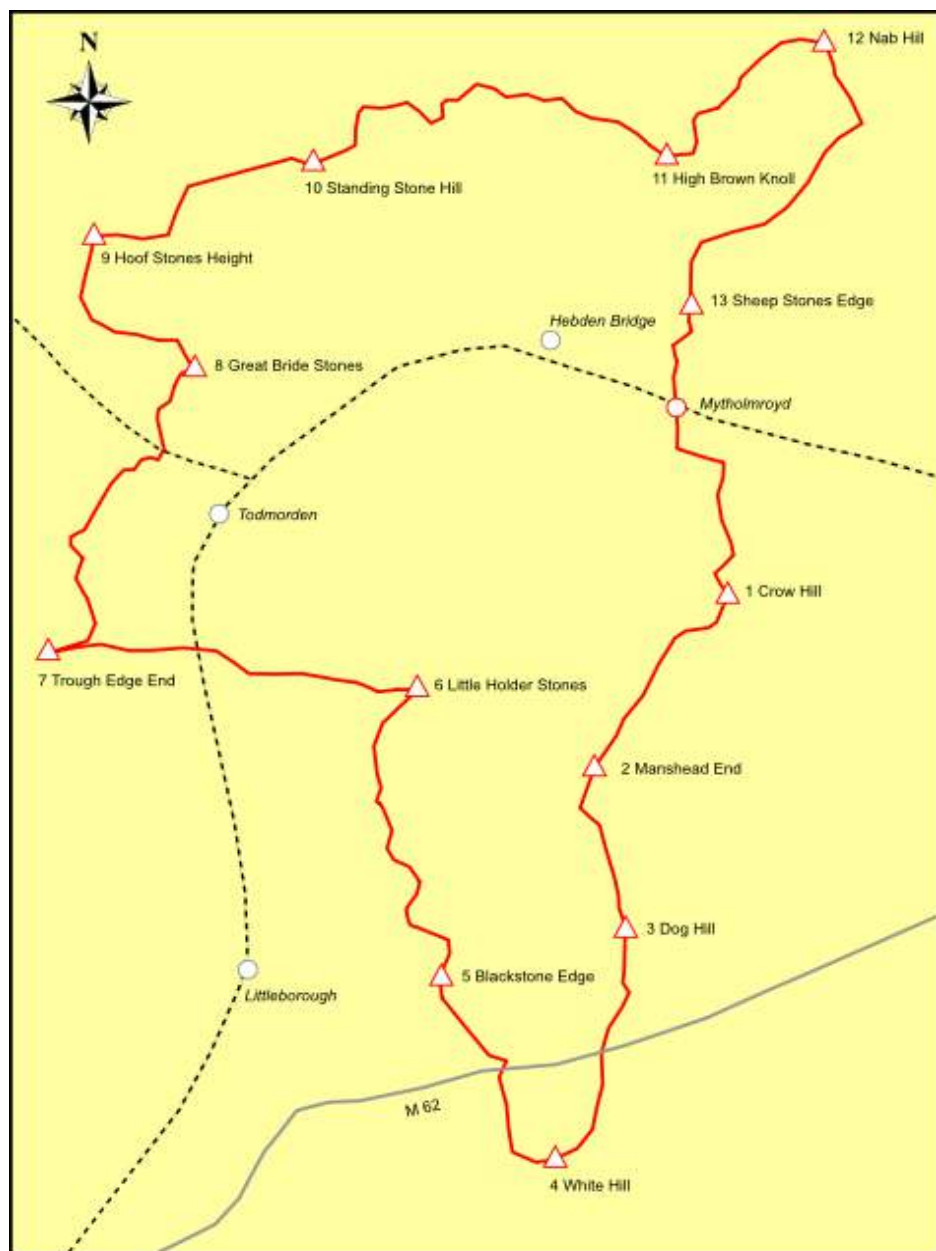 N
12 Nab Hill
10 Standing Stone Hill
11 High Brown Knoll
9 Hoof Stones Height
13 Sheep Stones Edge
Hebden Bridge
8 Great Bride Stones
Mytholmroyd
Todmorden
1 Crow Hill
7 Trough Edge End
6 Little Holder Stones
2 Manshead End
3 Dog Hill
5 Blackstone Edge
Littleborough
M 62
4 White Hill